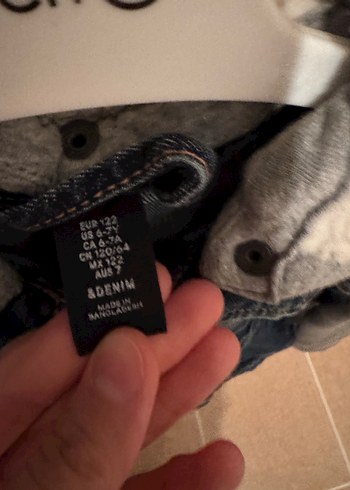 EUR 122
US 6-7Y
CA 6-7A
CN 120/64
MX 122
AUS 7
&DENIM
MADE IN
BANGLADESH